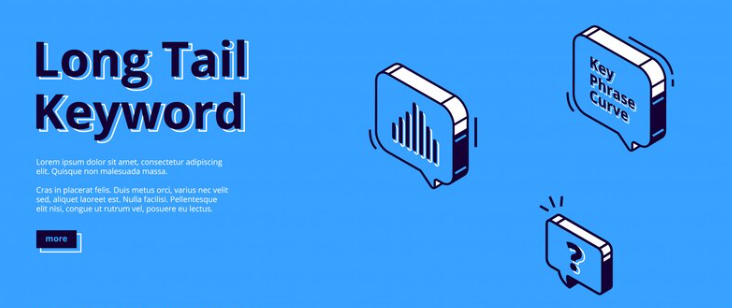 Long Tail
Keyword
Lorem ipsum dolor sit amet, consectetur adipiscing
elit. Quisque non malesuada massa.
Cras in placerat felis. Duis metus orci, varius nec velit
sed, aliquet laoreet est. Nulla facilisi. Pellentesque
elit nisi, congue ut rutrum vel, posuere eu lectus.
more
Key
Phrase
Curve
?